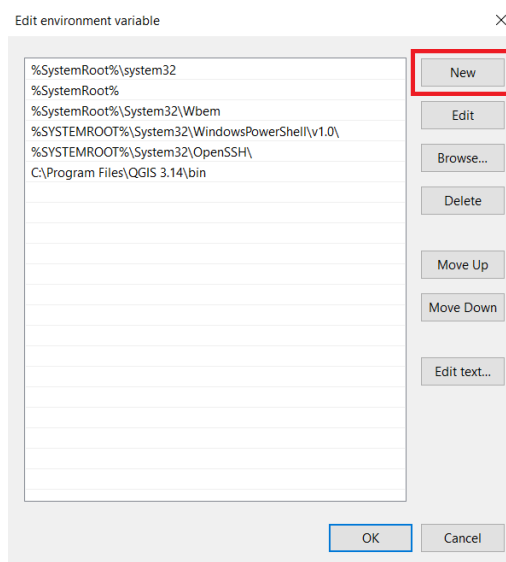 Edit environment variable
%SystemRoot%\system32
%SystemRoot%
%SystemRoot%\System32\Wbem
%SYSTEMROOT%\System32\WindowsPowerShell\v1.0\
%SYSTEMROOT%\System32\OpenSSH\
C:\Program Files\QGIS 3.14\bin
New
Edit
Browse...
Delete
Move Up
Move Down
Edit text...
OK
Cancel